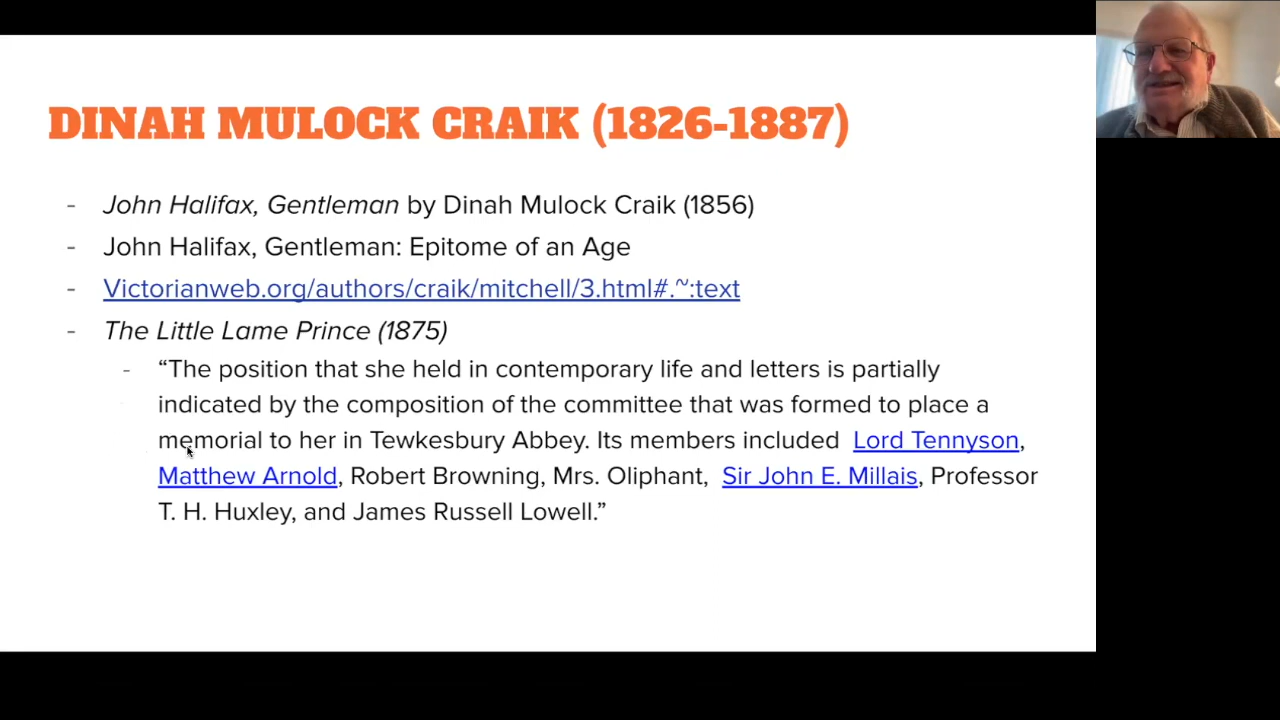 DINAH MULOCK CRAIK (1826-1887)
- John Halifax, Gentleman by Dinah Mulock Craik (1856)
- John Halifax, Gentleman: Epitome of an Age
- Victorianweb.org/authors/craik/mitchell/3.html#.~:text
- The Little Lame Prince (1875)
- “The position that she held in contemporary life and letters is partially
indicated by the composition of the committee that was formed to place a
memorial to her in Tewkesbury Abbey. Its members included Lord Tennyson,
Matthew Arnold, Robert Browning, Mrs. Oliphant, Sir John E. Millais, Professor
T. H. Huxley, and James Russell Lowell.”